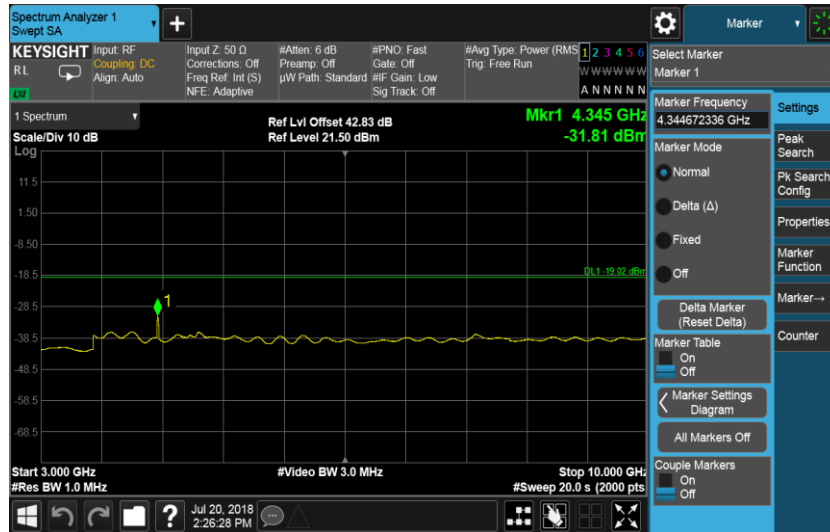 Spectrum Analyzer 1
Swept SA
+
Marker
KEYSIGHT
RL
LXI
Input: RF
Coupling: DC
Align: Auto
Input Z: 50 Ω
Corrections: Off
Freq Ref: Int (S)
NFE: Adaptive
#Atten: 6 dB
Preamp: Off
µW Path: Standard
#PNO: Fast
Gate: Off
#IF Gain: Low
Sig Track: Off
#Avg Type: Power (RMS
Trig: Free Run
1 2 3 4 5 6
W W W W W W
A N N N N N
Select Marker
Marker 1
1 Spectrum
Scale/Div 10 dB
Log
Ref Lvl Offset 42.83 dB
Ref Level 21.50 dBm
Mkr1 4.345 GHz
-31.81 dBm
11.5
1.50
-8.50
-18.5
-28.5
-38.5
-48.5
-58.5
-68.5
DL1 -19.02 dBm
1
Start 3.000 GHz
#Res BW 1.0 MHz
#Video BW 3.0 MHz
Stop 10.000 GHz
#Sweep 20.0 s (2000 pts
Marker Frequency
4.344672336 GHz
Marker Mode
Normal
Delta (Δ)
Fixed
Off
Delta Marker
(Reset Delta)
Marker Table
On
Off
Marker Settings
Diagram
All Markers Off
Couple Markers
On
Off
Settings
Peak
Search
Pk Search
Config
Properties
Marker
Function
Marker→
Counter
?
Jul 20, 2018
2:26:28 PM